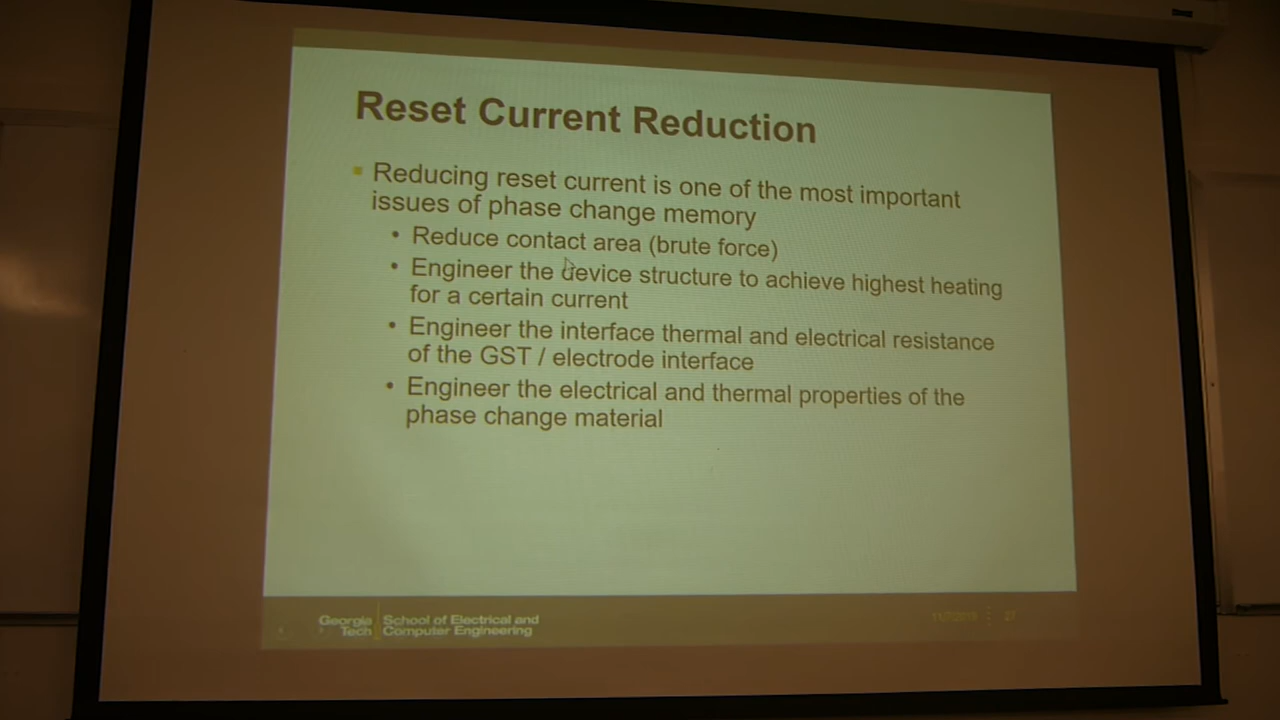 Reset Current Reduction
Reducing reset current is one of the most important
issues of phase change memory
• Reduce contact area (brute force)
• Engineer the device structure to achieve highest heating
for a certain current
• Engineer the interface thermal and electrical resistance
of the GST / electrode interface
• Engineer the electrical and thermal properties of the
phase change material
Georgia
Tech
School of Electrical and
Computer Engineering
27